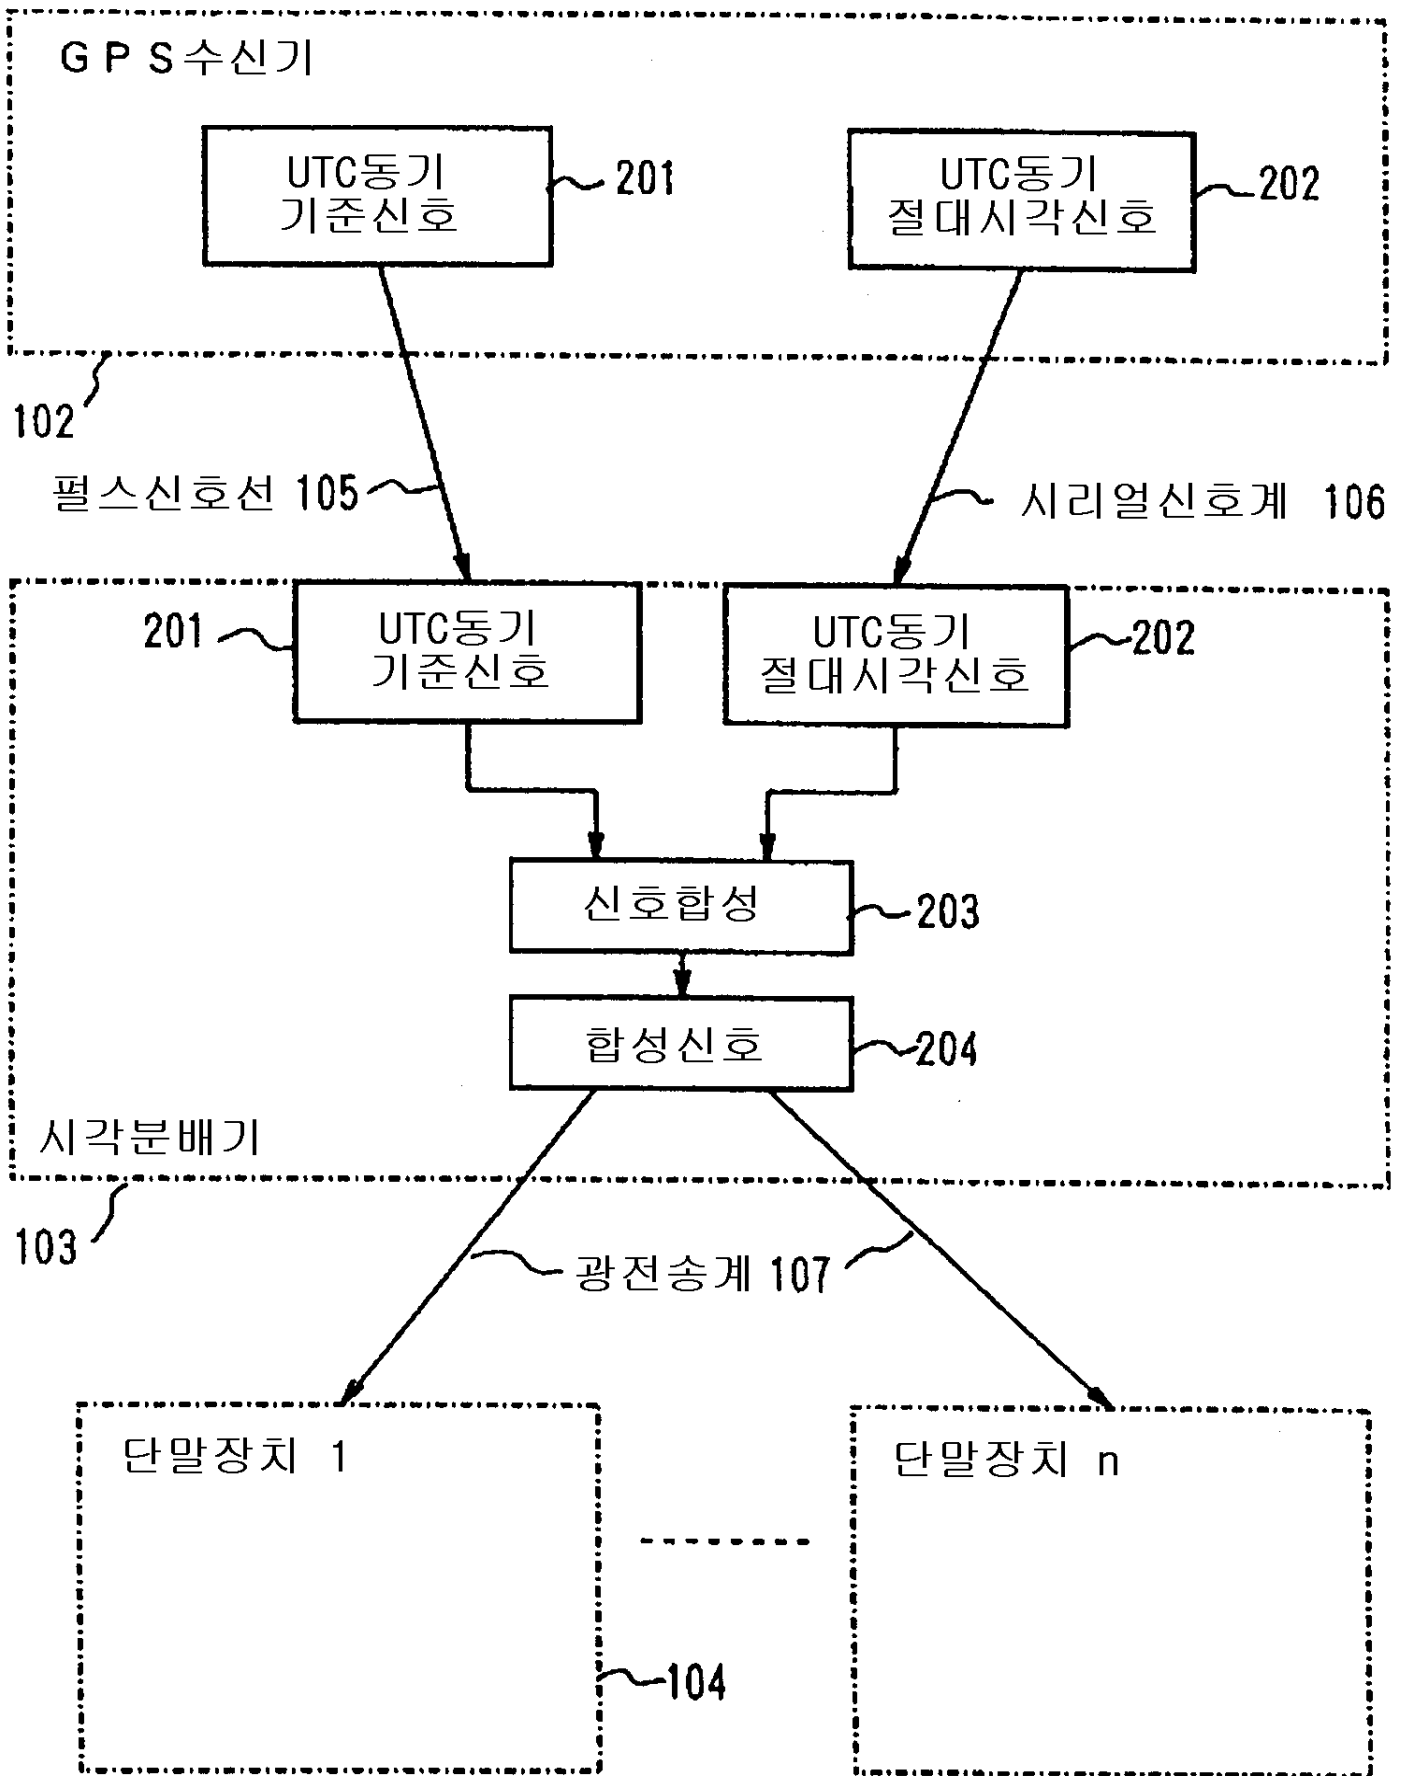 GPS수신기
UTC동기
기준신호
201
UTC동기
절대시각신호
202
102
펄스신호선 105
시리얼신호계 106
201
UTC동기
기준신호
UTC동기
절대시각신호
202
신호합성
203
합성신호
204
시각분배기
103
광전송계 107
단말장치 1
단말장치 n
104